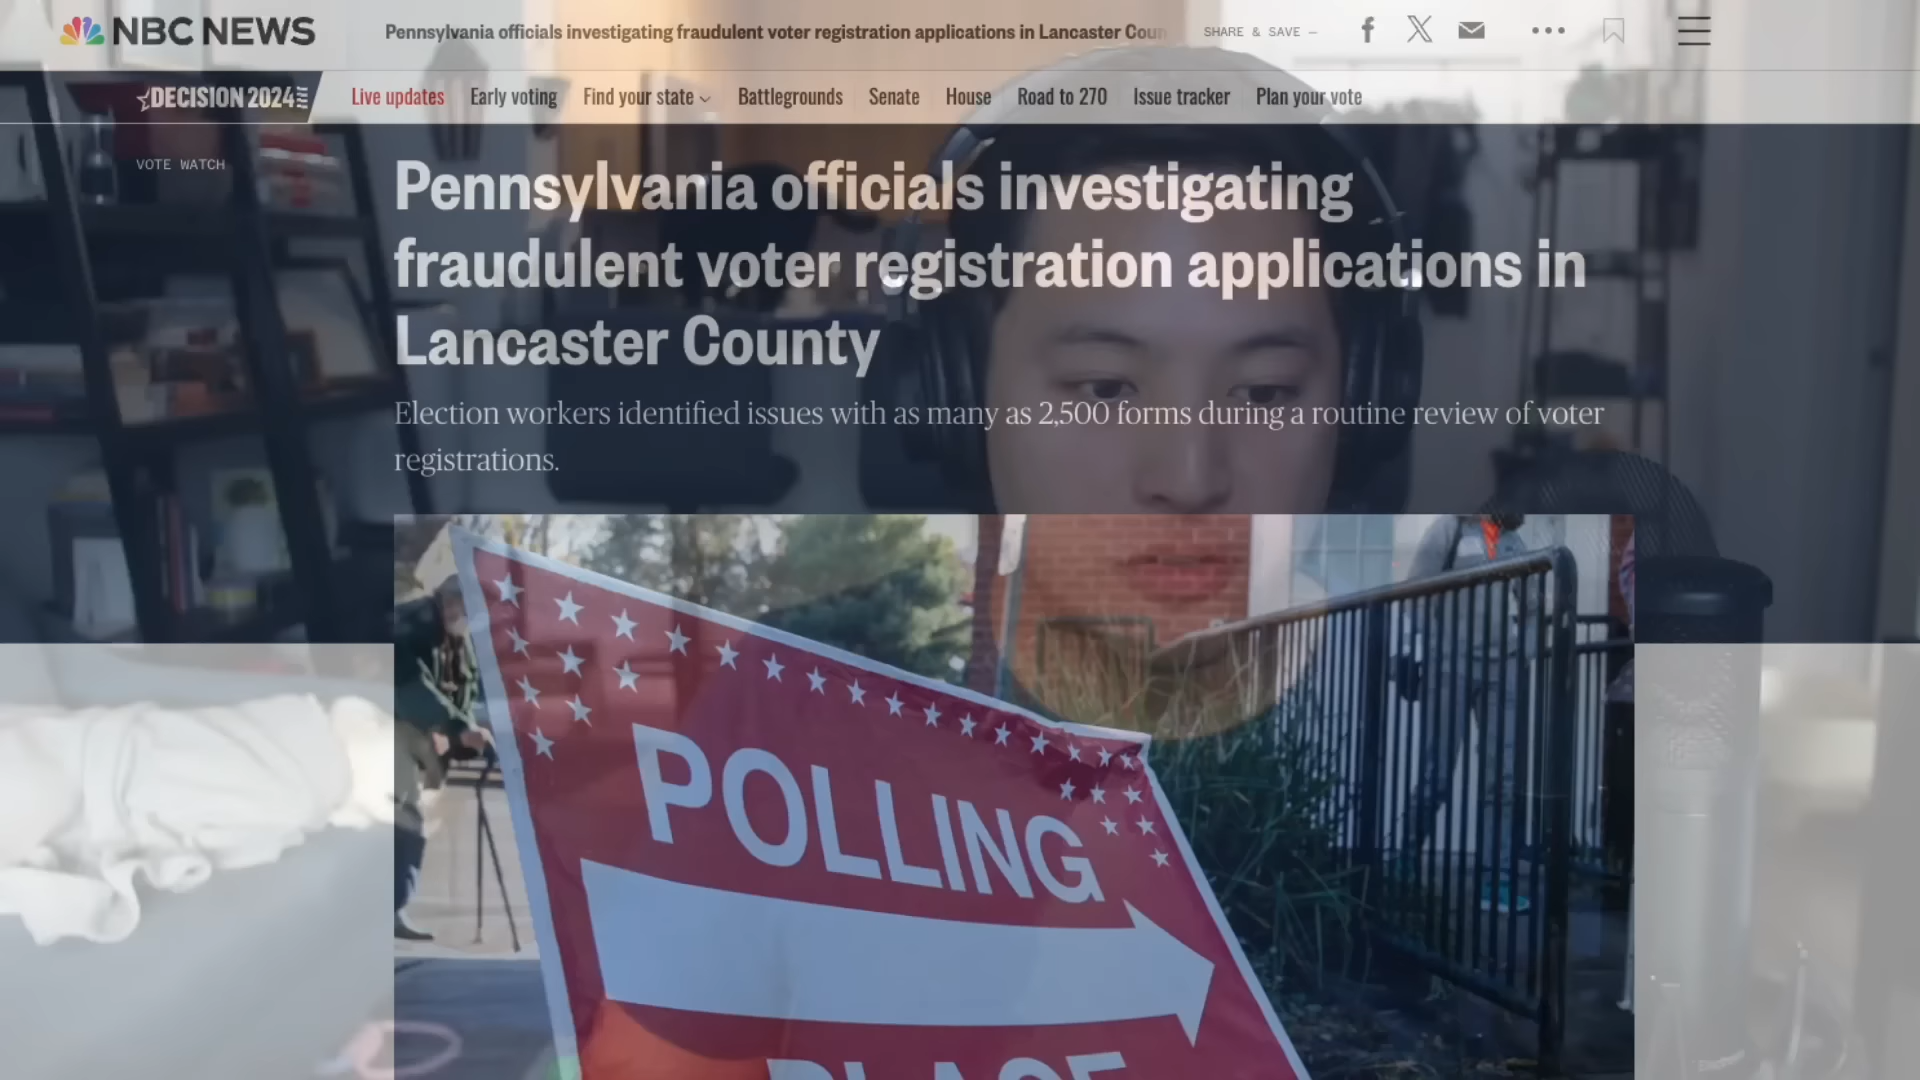 NBC NEWS
Pennsylvania officials investigating fraudulent voter registration applications in Lancaster Coun
SHARE & SAVE —
DECISION 2024
Live updates Early voting Find your state Battlegrounds Senate House Road to 270 Issue tracker Plan your vote
VOTE WATCH
Pennsylvania officials investigating
fraudulent voter registration applications in
Lancaster County
Election workers identified issues with as many as 2,500 forms during a routine review of voter
registrations.
POLLING
PLACE